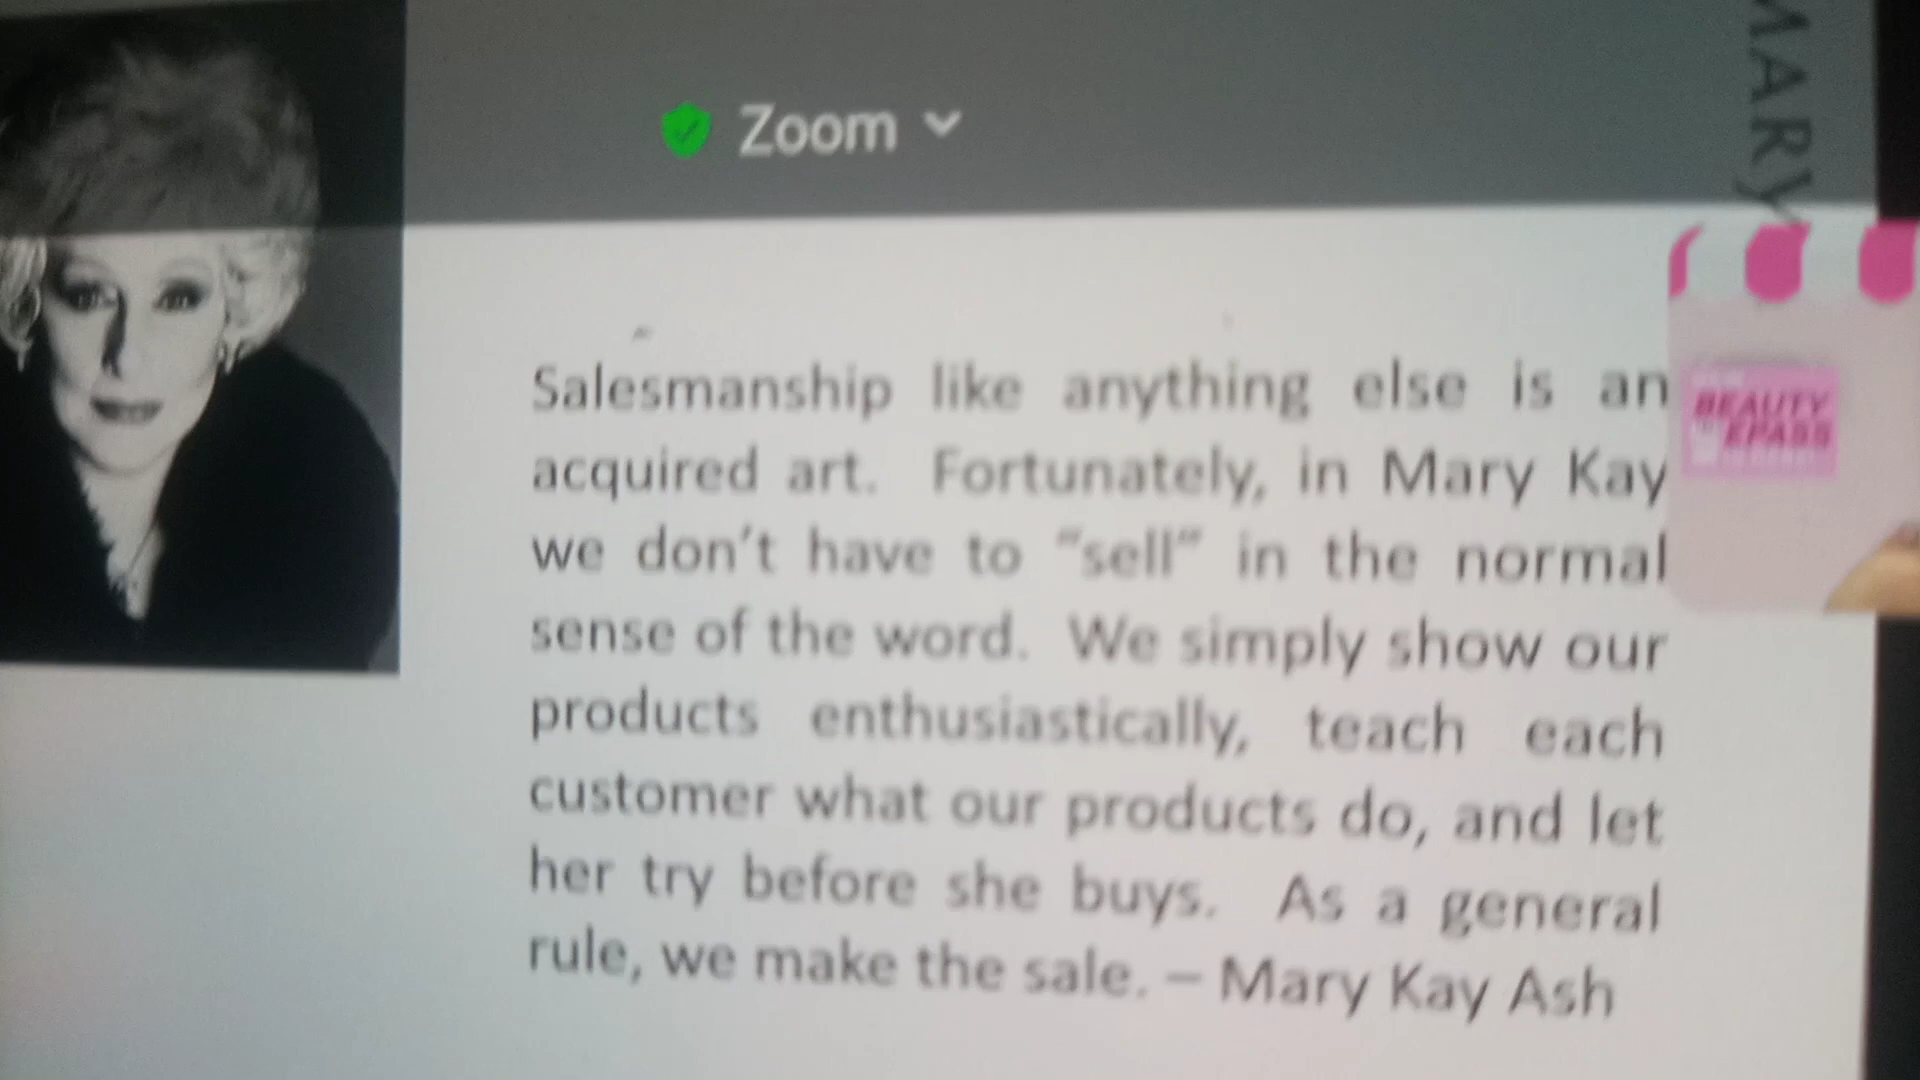 Zoom
MARY
Salesmanship like anything else is an
acquired art. Fortunately, in Mary Kay
we don't have to "sell" in the normal
sense of the word. We simply show our
products enthusiastically, teach each
customer what our products do, and let
her try before she buys. As a general
rule, we make the sale. – Mary Kay Ash
BEAUTY
EPASS